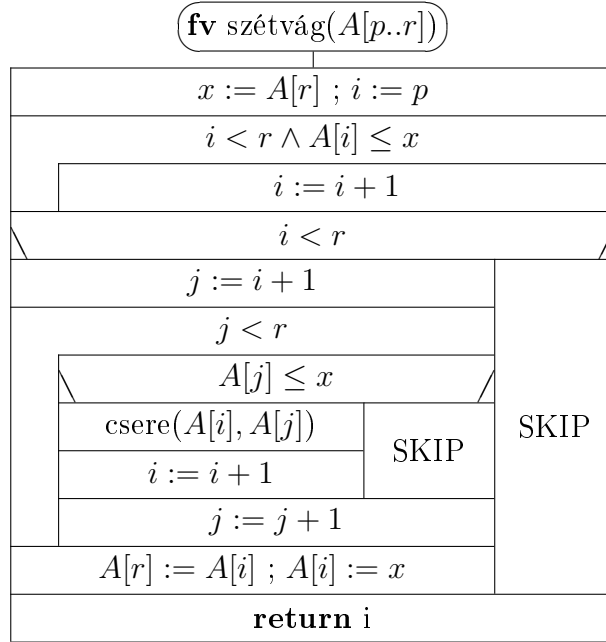 fv szétvág(A[p..r])
x := A[r] ; i := p
i < r ∧ A[i] ≤ x
i := i + 1
i < r
j := i + 1
j < r
A[j] ≤ x
csere(A[i], A[j])
SKIP
SKIP
i := i + 1
j := j + 1
A[r] := A[i] ; A[i] := x
return i